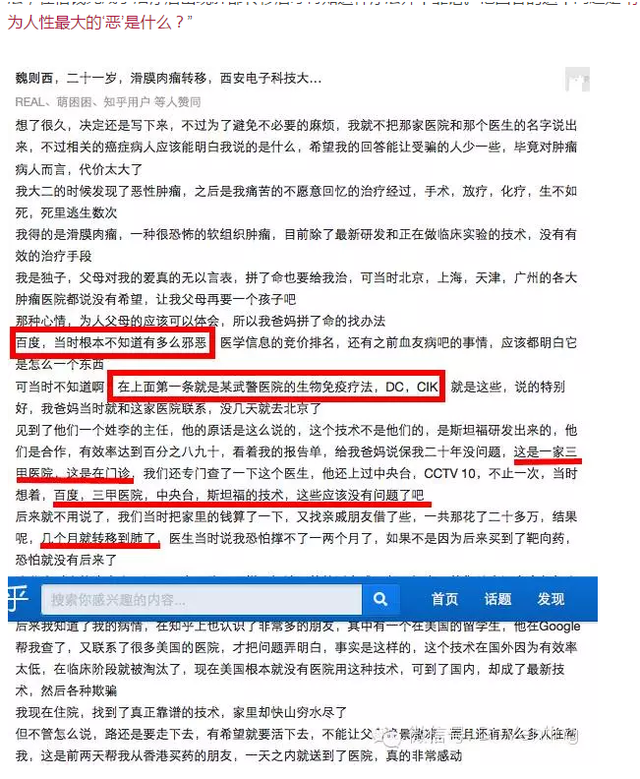 为人性最大的‘恶’是什么？”
魏则西，二十一岁，滑膜肉瘤转移，西安电子科技大...
REAL、萌困困、知乎用户 等人赞同
想了很久，决定还是写下来，不过为了避免不必要的麻烦，我就不把那家医院和那个医生的名字说出
来，不过相关的癌症病人应该能明白我说的是什么，希望我的回答能让受骗的人少一些，毕竟对肿瘤
病人而言，代价太大了
我大二的时候发现了恶性肿瘤，之后是我痛苦的不愿意回忆的治疗经过，手术，放疗，化疗，生不如
死，死里逃生数次
我得的是滑膜肉瘤，一种很恐怖的软组织肿瘤，目前除了最新研发和正在做临床实验的技术，没有有
效的治疗手段
我是独子，父母对我的爱真的无以言表，拼了命也要给我治，可当时北京，上海，天津，广州的各大
肿瘤医院都说没有希望，让我父母再要一个孩子吧
那种心情，为人父母的应该可以体会，所以我爸妈拼了命的找办法
百度，当时根本不知道有多么邪恶 医学信息的竞价排名，还有之前血友病吧的事情，应该都明白它
是怎么一个东西
可当时不知道啊 在上面第一条就是某武警医院的生物免疫疗法，DC，CIK 就是这些，说的特别
好，我爸妈当时就和这家医院联系，没几天就去北京了
见到了他们一个姓李的主任，他的原话是这么说的，这个技术不是他们的，是斯坦福研发出来的，他
们是合作，有效率达到百分之八九十，看着我的报告单，给我爸妈说保我二十年没问题，这是一家三
甲医院，这是在门诊，我们还专门查了一下这个医生，他还上过中央台，CCTV 10，不止一次，当时
想着，百度，三甲医院，中央台，斯坦福的技术，这些应该没有问题了吧
后来就不用说了，我们当时把家里的钱算了一下，又找亲戚朋友借了些，一共那花了二十多万，结果
呢，几个月就转移到肺了，医生当时说我恐怕撑不了一两个月了，如果不是因为后来买到了靶向药，
恐怕就没有后来了
乎 搜索你感兴趣的内容... 首页 话题 发现
后来我知道了我的病情，在知乎上也认识了非常多的朋友，其中有一个在美国的留学生，他在Google
帮我查了，又联系了很多美国的医院，才把问题弄明白，事实是这样的，这个技术在国外因为有效率
太低，在临床阶段就被淘汰了，现在美国根本就没有医院用这种技术，可到了国内，却成了最新技
术，然后各种欺骗
我现在住院，找到了真正靠谱的技术，家里却快山穷水尽了
但不管怎么说，路还是要走下去，有希望就要活下去，不能让父
我，这是前两天帮我从香港买药的朋友，一天之内就送到了医院，真的非常感动
微信号